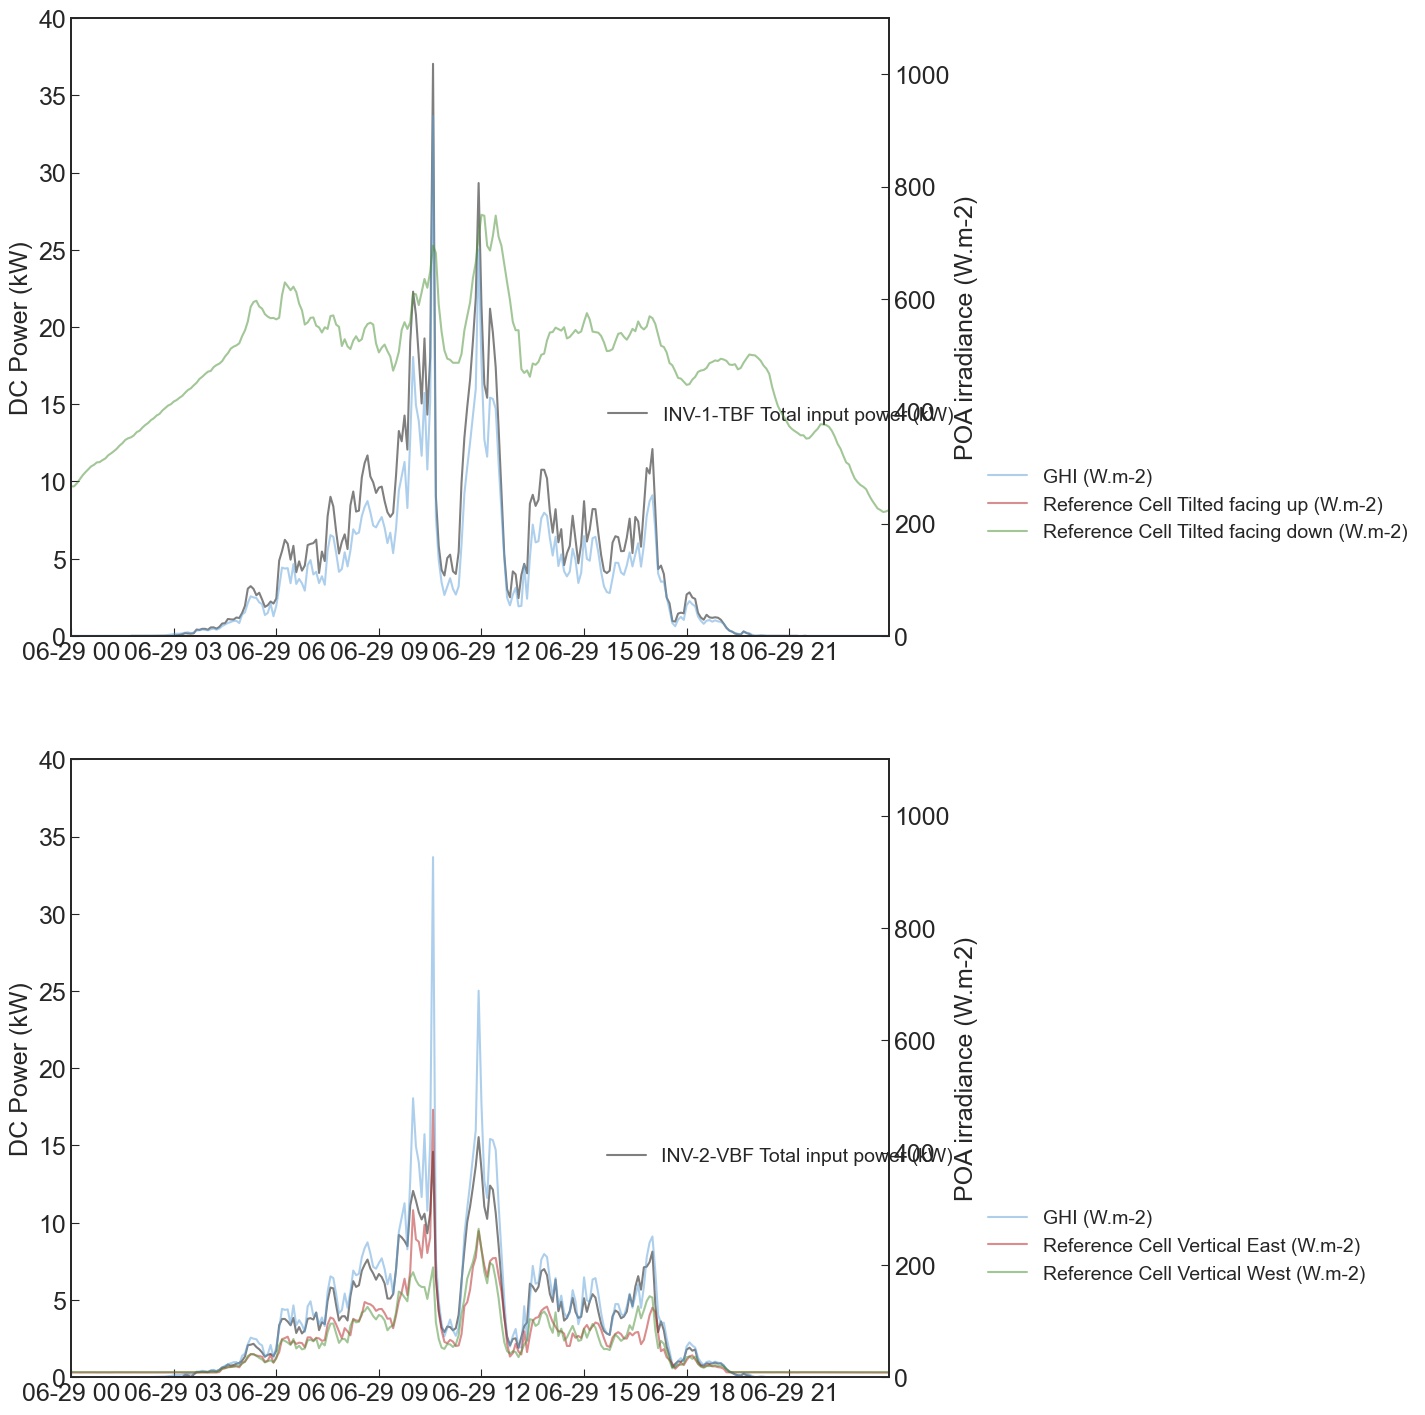 40
35
30
25
20
15
10
5
0
DC Power (kW)
1000
800
600
400
200
0
POA irradiance (W.m-2)
INV-1-TBF Total input power (kW)
GHI (W.m-2)
Reference Cell Tilted facing up (W.m-2)
Reference Cell Tilted facing down (W.m-2)
06-29 00 06-29 03 06-29 06 06-29 09 06-29 12 06-29 15 06-29 18 06-29 21
40
35
30
25
20
15
10
5
0
DC Power (kW)
1000
800
600
400
200
0
POA irradiance (W.m-2)
INV-2-VBF Total input power (kW)
GHI (W.m-2)
Reference Cell Vertical East (W.m-2)
Reference Cell Vertical West (W.m-2)
06-29 00 06-29 03 06-29 06 06-29 09 06-29 12 06-29 15 06-29 18 06-29 21